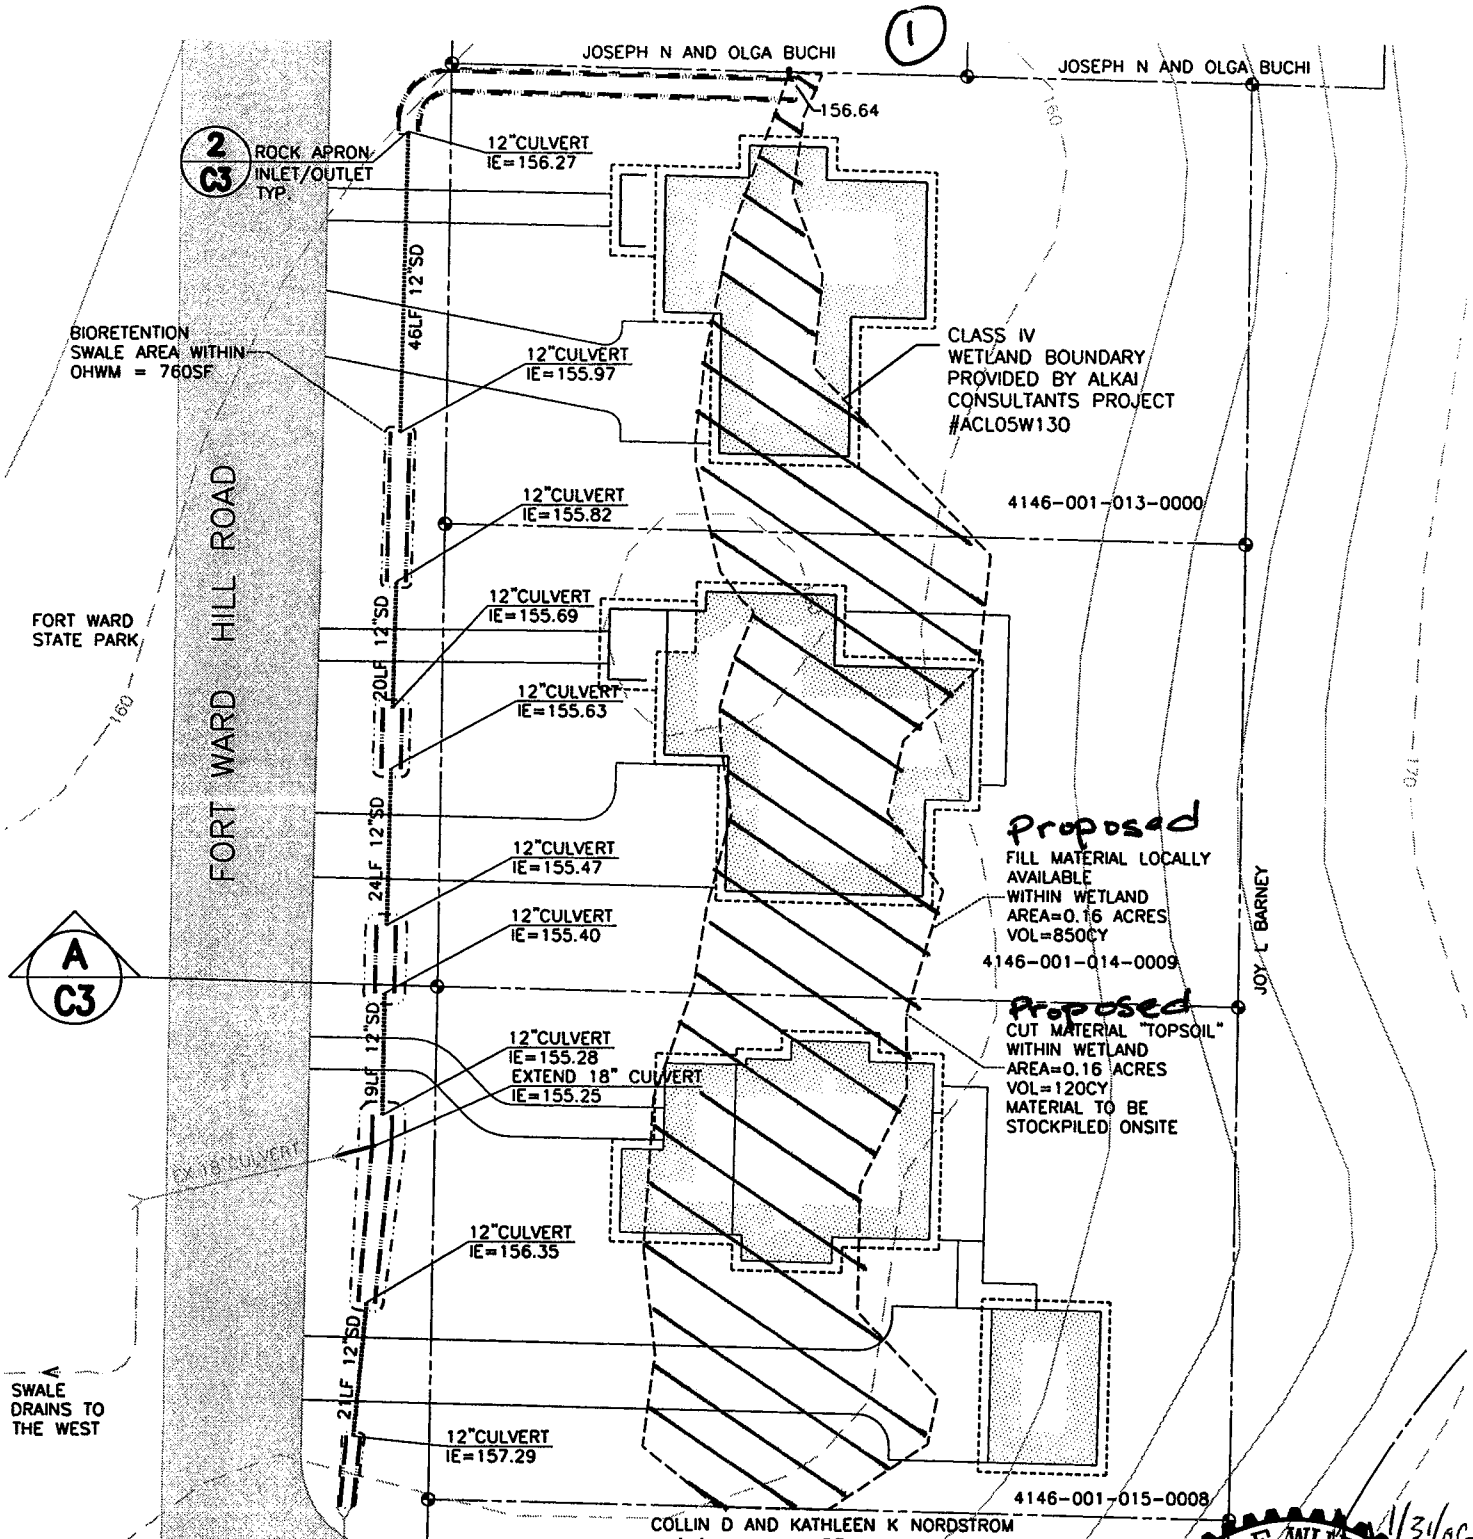 1
JOSEPH N AND OLGA BUCHI
JOSEPH N AND OLGA BUCHI
156.64
160
2
C3
ROCK APRON
INLET/OUTLET
TYP.
12"CULVERT
IE=156.27
46LF 12"SD
BIORETENTION
SWALE AREA WITHIN
OHWM = 760SF
12"CULVERT
IE=155.97
CLASS IV
WETLAND BOUNDARY
PROVIDED BY ALKAI
CONSULTANTS PROJECT
#ACL05W130
12"CULVERT
IE=155.82
4146-001-013-0000
FORT WARD HILL ROAD
FORT WARD
STATE PARK
160
20LF 12"SD
12"CULVERT
IE=155.69
12"CULVERT
IE=155.63
170
24LF 12"SD
12"CULVERT
IE=155.47
Proposed
FILL MATERIAL LOCALLY
AVAILABLE
WITHIN WETLAND
AREA=0.16 ACRES
VOL=850CY
4146-001-014-0009
JOY L BARNEY
12"CULVERT
IE=155.40
A
C3
Proposed
CUT MATERIAL "TOPSOIL"
WITHIN WETLAND
AREA=0.16 ACRES
VOL=120CY
MATERIAL TO BE
STOCKPILED ONSITE
19LF 12"SD
12"CULVERT
IE=155.28
EXTEND 18" CULVERT
IE=155.25
EX 18" CULVERT
12"CULVERT
IE=156.35
21LF 12"SD
SWALE
DRAINS TO
THE WEST
12"CULVERT
IE=157.29
4146-001-015-0008
COLLIN D AND KATHLEEN K NORDSTROM